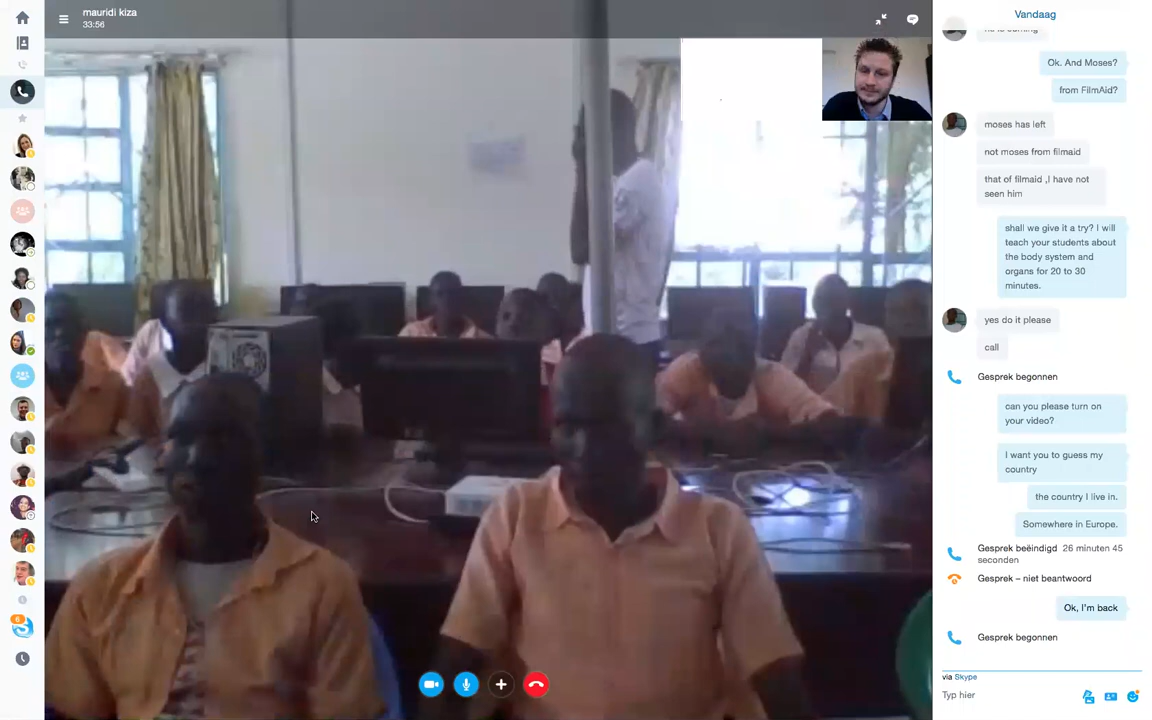 mauridi kiza
33:56
Vandaag
Ok. And Moses?
from FilmAid?
moses has left
not moses from filmaid
that of filmaid ,I have not
seen him
shall we give it a try? I will
teach your students about
the body system and
organs for 20 to 30
minutes.
yes do it please
call
Gesprek begonnen
can you please turn on
your video?
I want you to guess my
country
the country I live in.
Somewhere in Europe.
Gesprek beëindigd 26 minuten 45
seconden
Gesprek – niet beantwoord
Ok, I'm back
Gesprek begonnen
via Skype
Typ hier
6